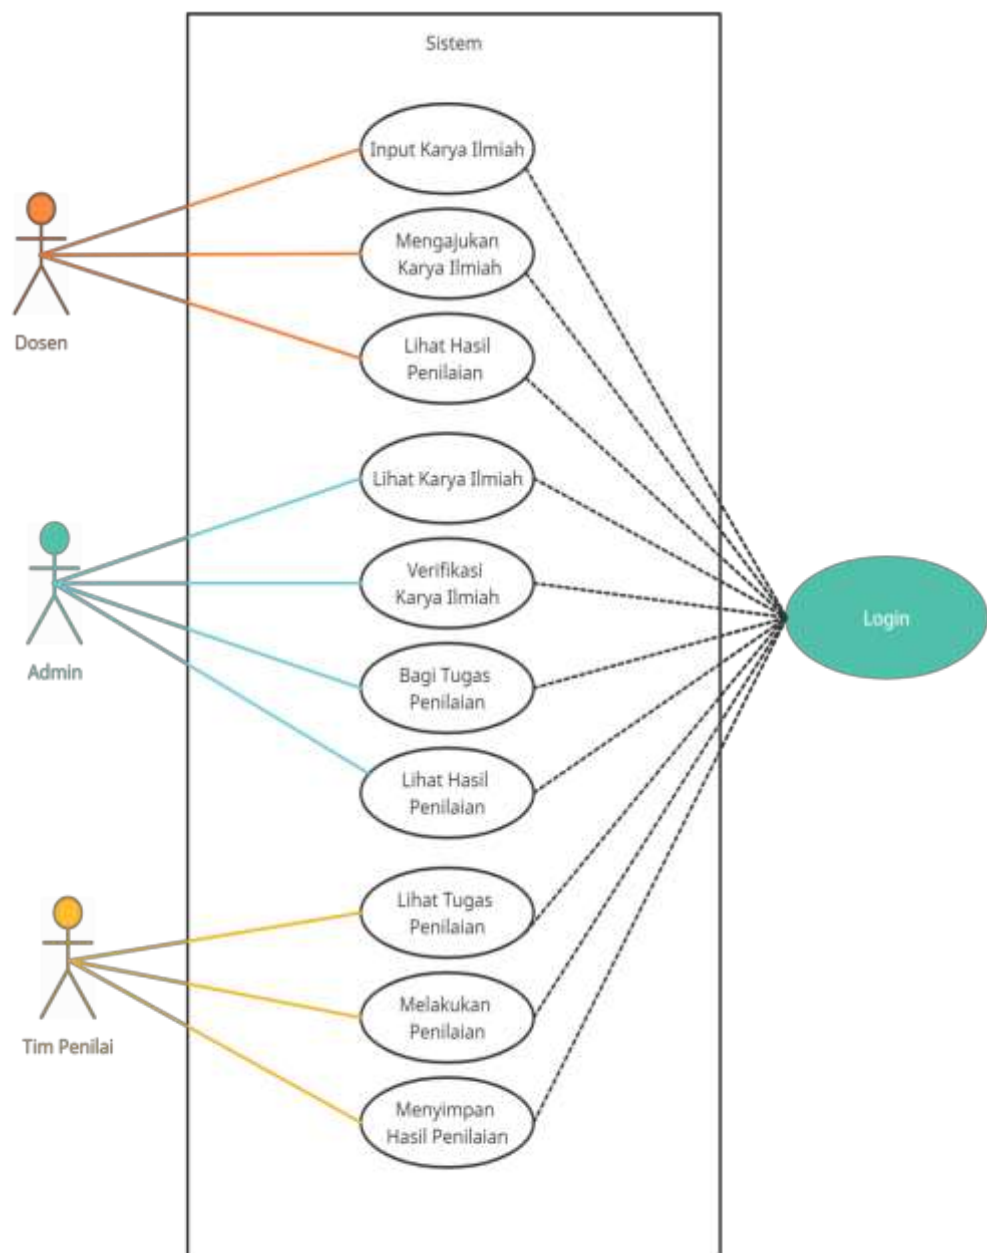 Sistem
Input Karya Ilmiah
Mengajukan
Karya Ilmiah
Lihat Hasil
Penilaian
Dosen
Lihat Karya Ilmiah
Verifikasi
Karya Ilmiah
Bagi Tugas
Penilaian
Lihat Hasil
Penilaian
Admin
Lihat Tugas
Penilaian
Melakukan
Penilaian
Menyimpan
Hasil Penilaian
Tim Penilai
Login